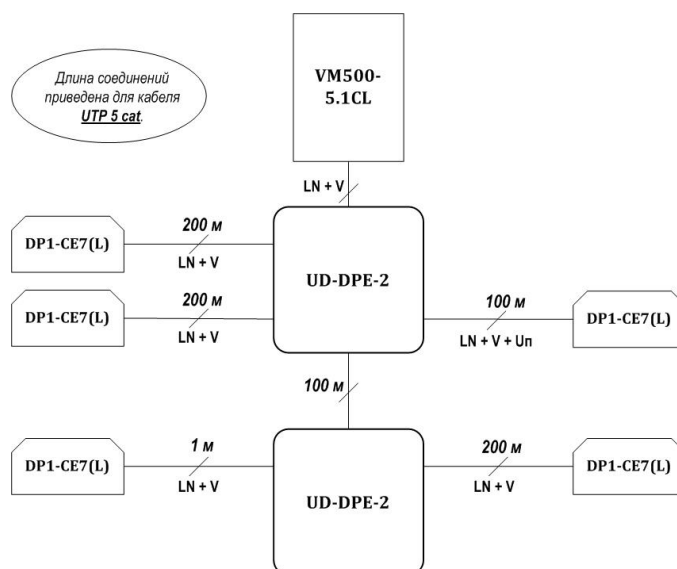 Длина соединений
приведена для кабеля
UTP 5 cat.
VM500-
5.1CL
LN + V
DP1-CE7(L)
200 м
LN + V
UD-DPE-2
DP1-CE7(L)
200 м
LN + V
100 м
LN + V + Uп
DP1-CE7(L)
100 м
DP1-CE7(L)
1 м
LN + V
UD-DPE-2
200 м
LN + V
DP1-CE7(L)